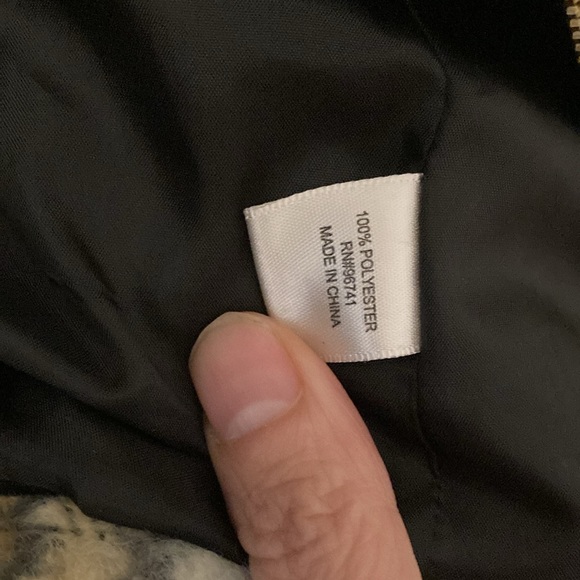 100% POLYESTER
RN#96741
MADE IN CHINA